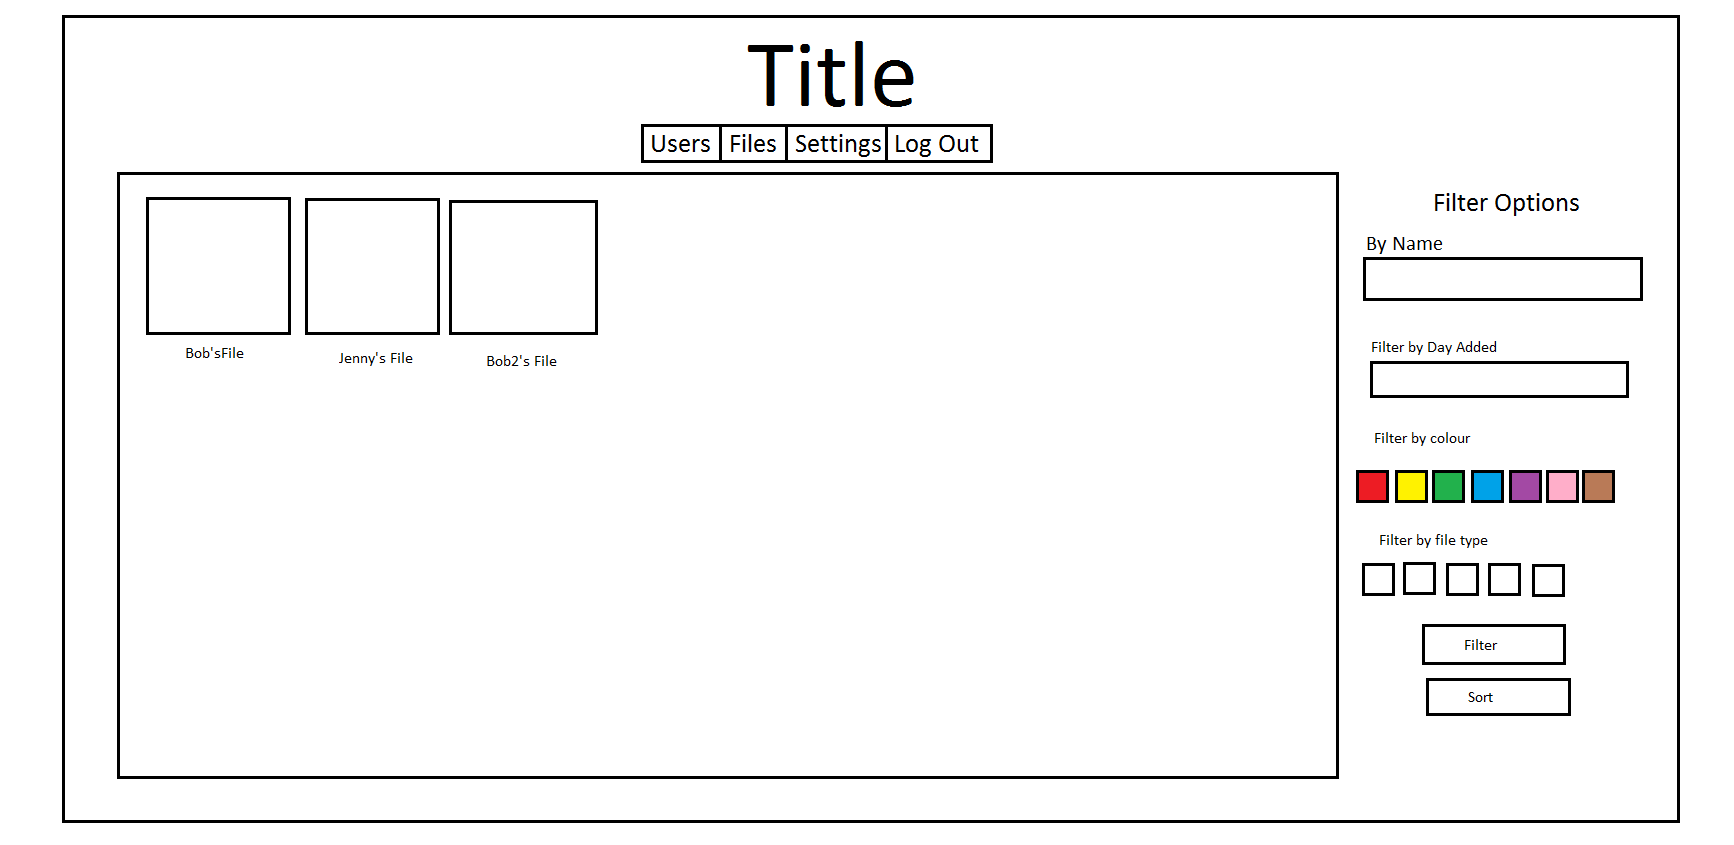 Title
Users Files Settings Log Out
Bob'sFile
Jenny's File
Bob2's File
Filter Options
By Name
Filter by Day Added
Filter by colour
Filter by file type
Filter
Sort